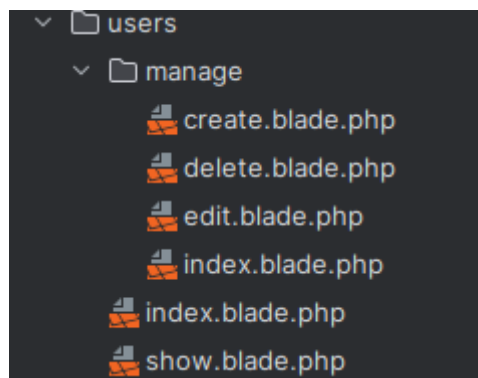 users
manage
create.blade.php
delete.blade.php
edit.blade.php
index.blade.php
index.blade.php
show.blade.php